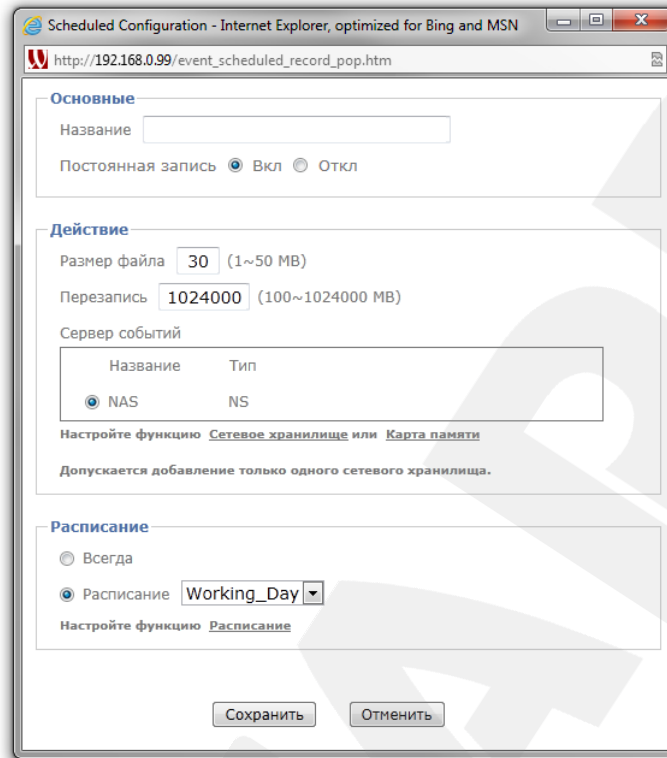 Scheduled Configuration - Internet Explorer, optimized for Bing and MSN
http://192.168.0.99/event_scheduled_record_pop.htm
Основные
Название
Постоянная запись Вкл Откл
Действие
Размер файла 30 (1~50 MB)
Перезапись 1024000 (100~1024000 MB)
Сервер событий
Название Тип
NAS NS
Настройте функцию Сетевое хранилище или Карта памяти
Допускается добавление только одного сетевого хранилища.
Расписание
Всегда
Расписание Working_Day
Настройте функцию Расписание
Сохранить Отменить